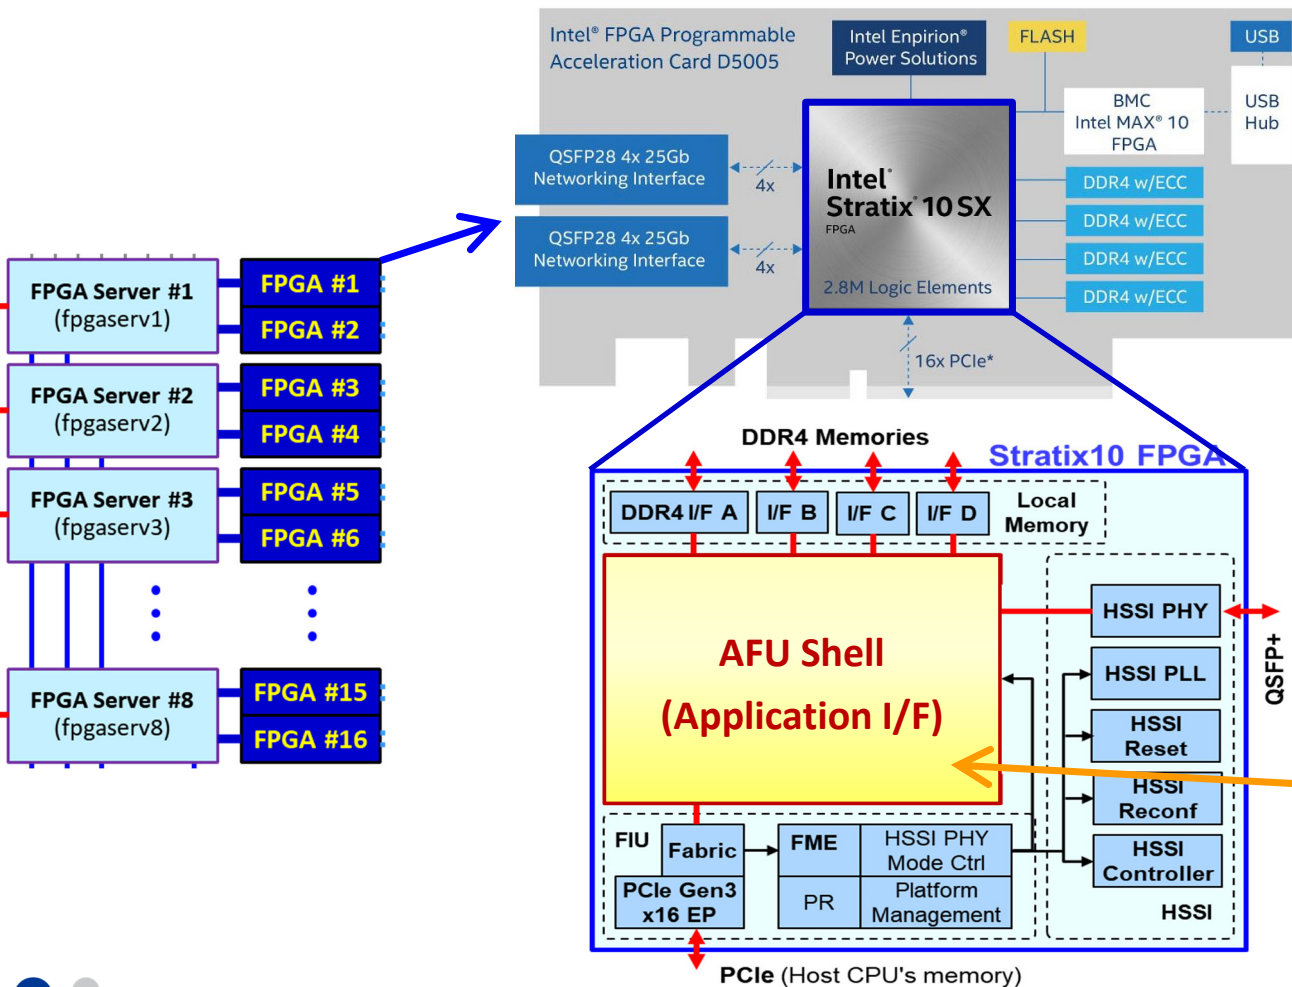 Intel® FPGA Programmable
Acceleration Card D5005
Intel Enpirion®
Power Solutions
FLASH
USB
BMC
Intel MAX® 10
FPGA
USB
Hub
QSFP28 4x 25Gb
Networking Interface
4x
QSFP28 4x 25Gb
Networking Interface
4x
Intel®
Stratix® 10 SX
FPGA
2.8M Logic Elements
DDR4 w/ECC
DDR4 w/ECC
DDR4 w/ECC
DDR4 w/ECC
16x PCIe*
FPGA Server #1
(fpgaserv1)
FPGA #1
FPGA #2
FPGA Server #2
(fpgaserv2)
FPGA #3
FPGA #4
FPGA Server #3
(fpgaserv3)
FPGA #5
FPGA #6
FPGA Server #8
(fpgaserv8)
FPGA #15
FPGA #16
DDR4 Memories
Stratix10 FPGA
DDR4 I/F A
I/F B
I/F C
I/F D
Local
Memory
AFU Shell
(Application I/F)
HSSI PHY
HSSI PLL
HSSI
Reset
HSSI
Reconf
HSSI
Controller
HSSI
QSFP+
FIU
Fabric
PCIe Gen3
x16 EP
FME
HSSI PHY
Mode Ctrl
PR
Platform
Management
PCIe (Host CPU's memory)